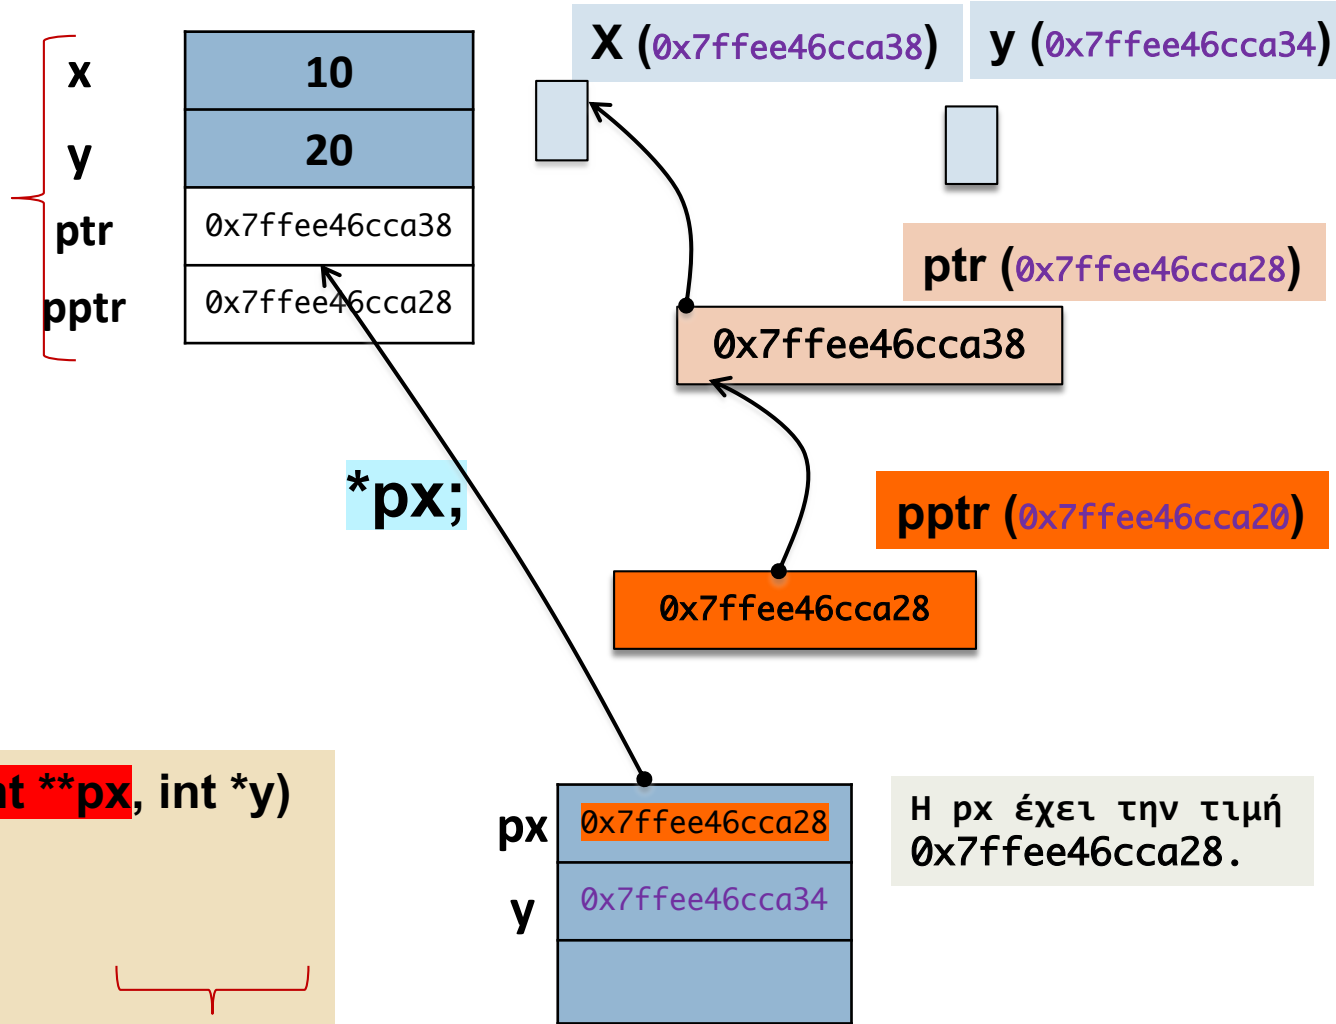 x 10
y 20
ptr 0x7ffee46cca38
pptr 0x7ffee46cca28
X (0x7ffee46cca38)
y (0x7ffee46cca34)
ptr (0x7ffee46cca28)
0x7ffee46cca38
*px;
pptr (0x7ffee46cca20)
0x7ffee46cca28
nt **px, int *y)
px 0x7ffee46cca28
y 0x7ffee46cca34
Η px έχει την τιμή
0x7ffee46cca28.